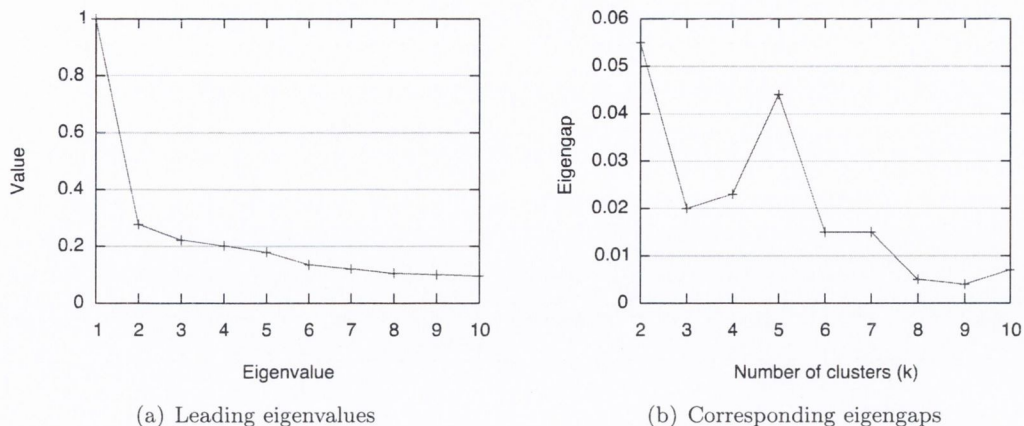 1
0.8
0.6
0.4
0.2
0
Value
1 2 3 4 5 6 7 8 9 10
Eigenvalue
(a) Leading eigenvalues
0.06
0.05
0.04
0.03
0.02
0.01
0
Eigengap
2 3 4 5 6 7 8 9 10
Number of clusters (k)
(b) Corresponding eigengaps